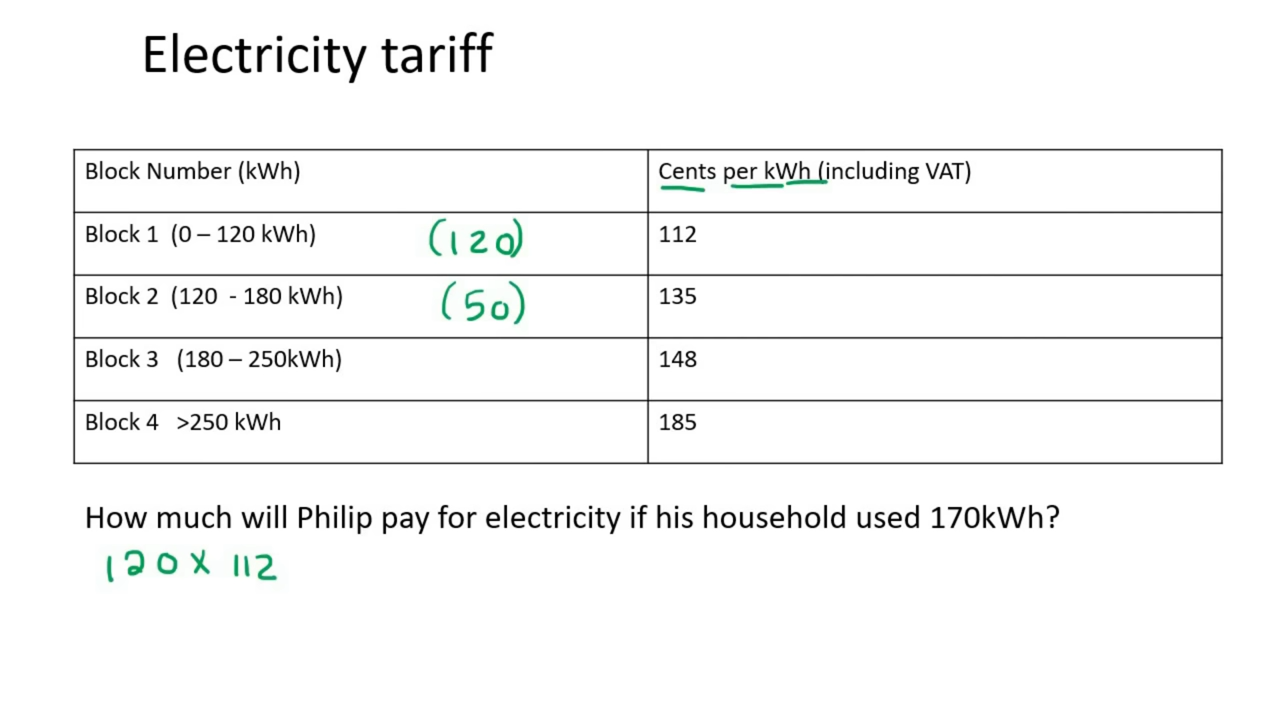 Electricity tariff
Block Number (kWh) Cents per kWh (including VAT)
Block 1 (0 – 120 kWh) (120) 112
Block 2 (120 - 180 kWh) (50) 135
Block 3 (180 – 250kWh) 148
Block 4 >250 kWh 185
How much will Philip pay for electricity if his household used 170kWh?
120 x 112